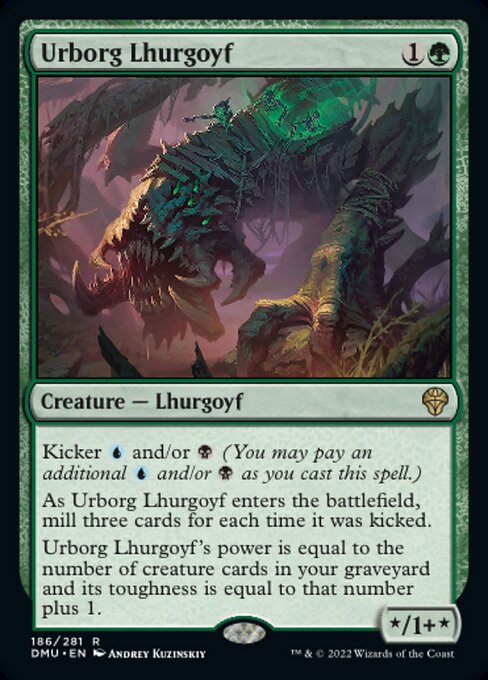 Urborg Lhurgoyf 1
Creature — Lhurgoyf
Kicker and/or (You may pay an
additional and/or as you cast this spell.)
As Urborg Lhurgoyf enters the battlefield,
mill three cards for each time it was kicked.
Urborg Lhurgoyf's power is equal to the
number of creature cards in your graveyard
and its toughness is equal to that number
plus 1.
*/1+*
186/281 R
DMU • EN Andrey Kuzinskiy ™ & © 2022 Wizards of the Coast